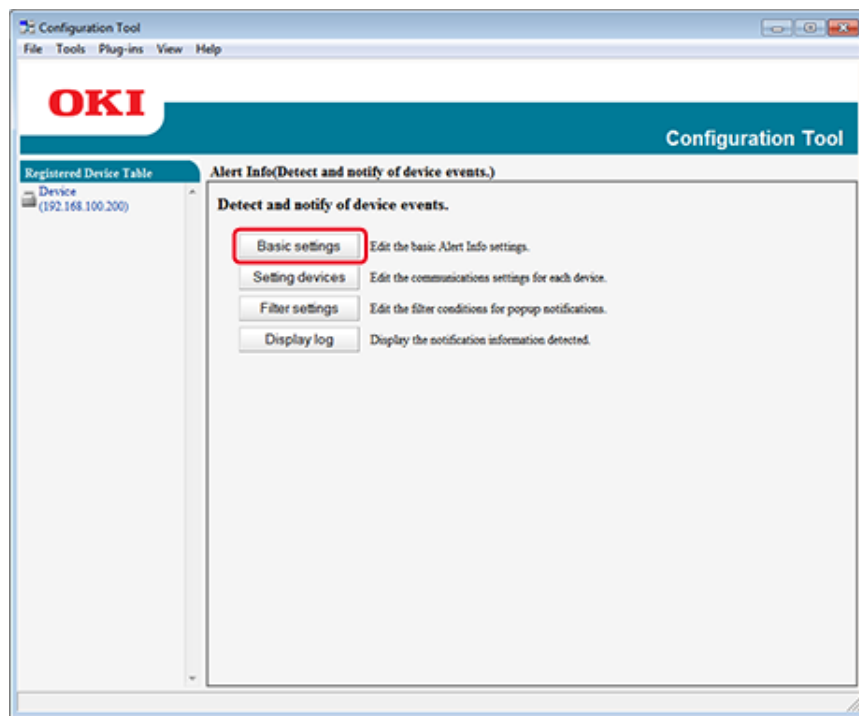 Configuration Tool
File Tools Plug-ins View Help
OKI
Configuration Tool
Registered Device Table
Device
(192.168.100.200)
Alert Info(Detect and notify of device events.)
Detect and notify of device events.
Basic settings Edit the basic Alert Info settings.
Setting devices Edit the communications settings for each device.
Filter settings Edit the filter conditions for popup notifications.
Display log Display the notification information detected.